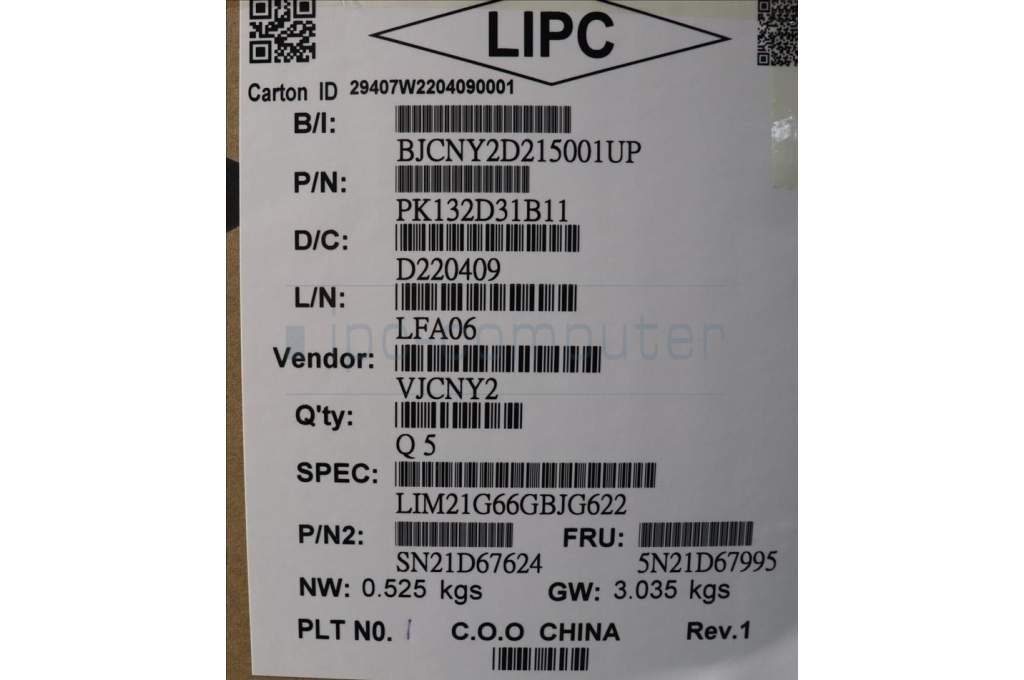 LIPC
Carton ID 29407W2204090001
B/I:
BJCNY2D215001UP
P/N:
PK132D31B11
D/C:
D220409
L/N:
LFA06
Vendor:
VJCNY2
Q'ty:
Q 5
SPEC:
LIM21G66GBJG622
P/N2: FRU:
SN21D67624 5N21D67995
NW: 0.525 kgs GW: 3.035 kgs
PLT N0. 1 C.O.O CHINA Rev.1